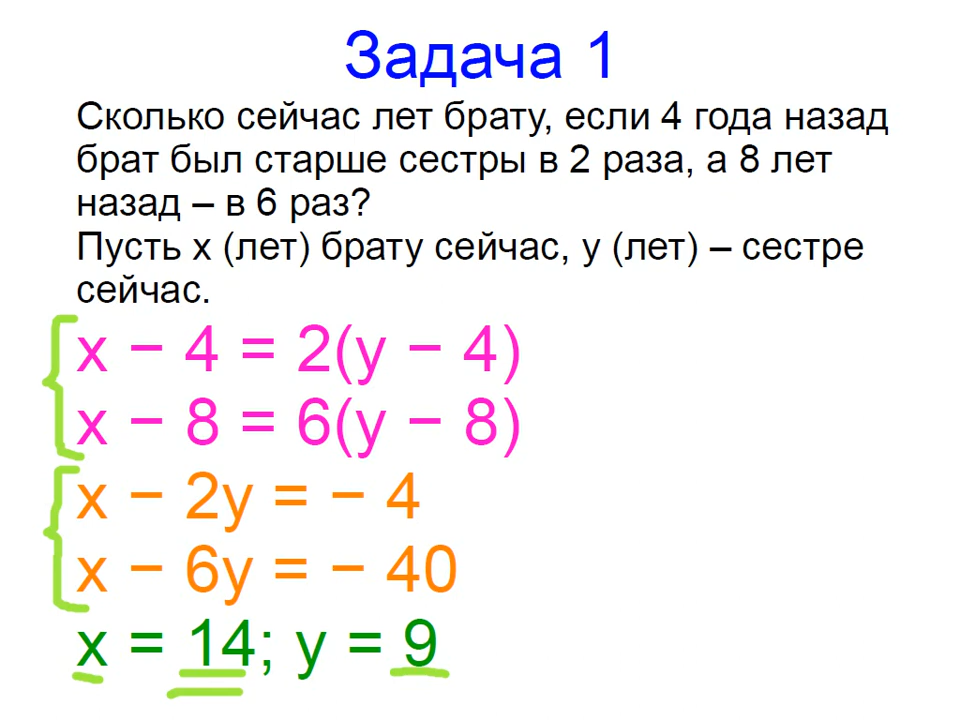 Задача 1
Сколько сейчас лет брату, если 4 года назад
брат был старше сестры в 2 раза, а 8 лет
назад – в 6 раз?
Пусть х (лет) брату сейчас, у (лет) – сестре
сейчас.
х − 4 = 2(у − 4)
х − 8 = 6(у − 8)
х − 2у = − 4
х − 6у = − 40
х = 14; у = 9